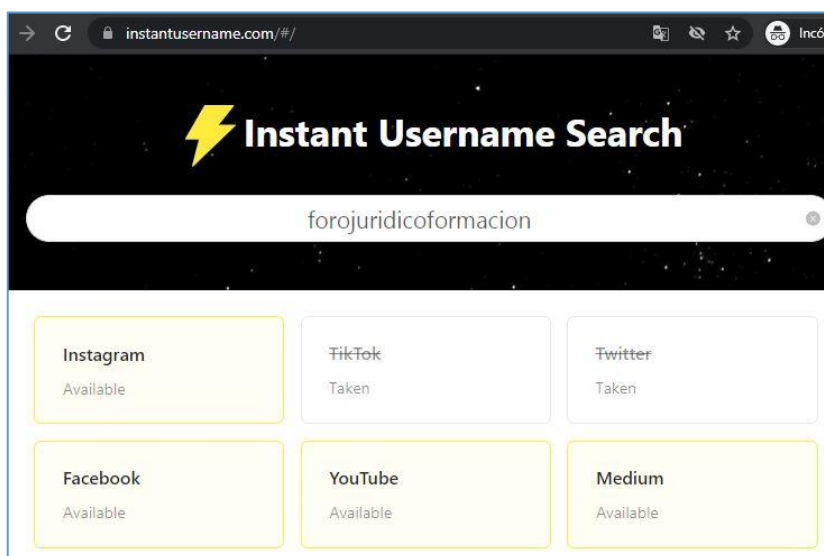 instantusername.com/#/
Incó
Instant Username Search
forojuridicoformacion
Instagram
Available
TikTok
Taken
Twitter
Taken
Facebook
Available
YouTube
Available
Medium
Available